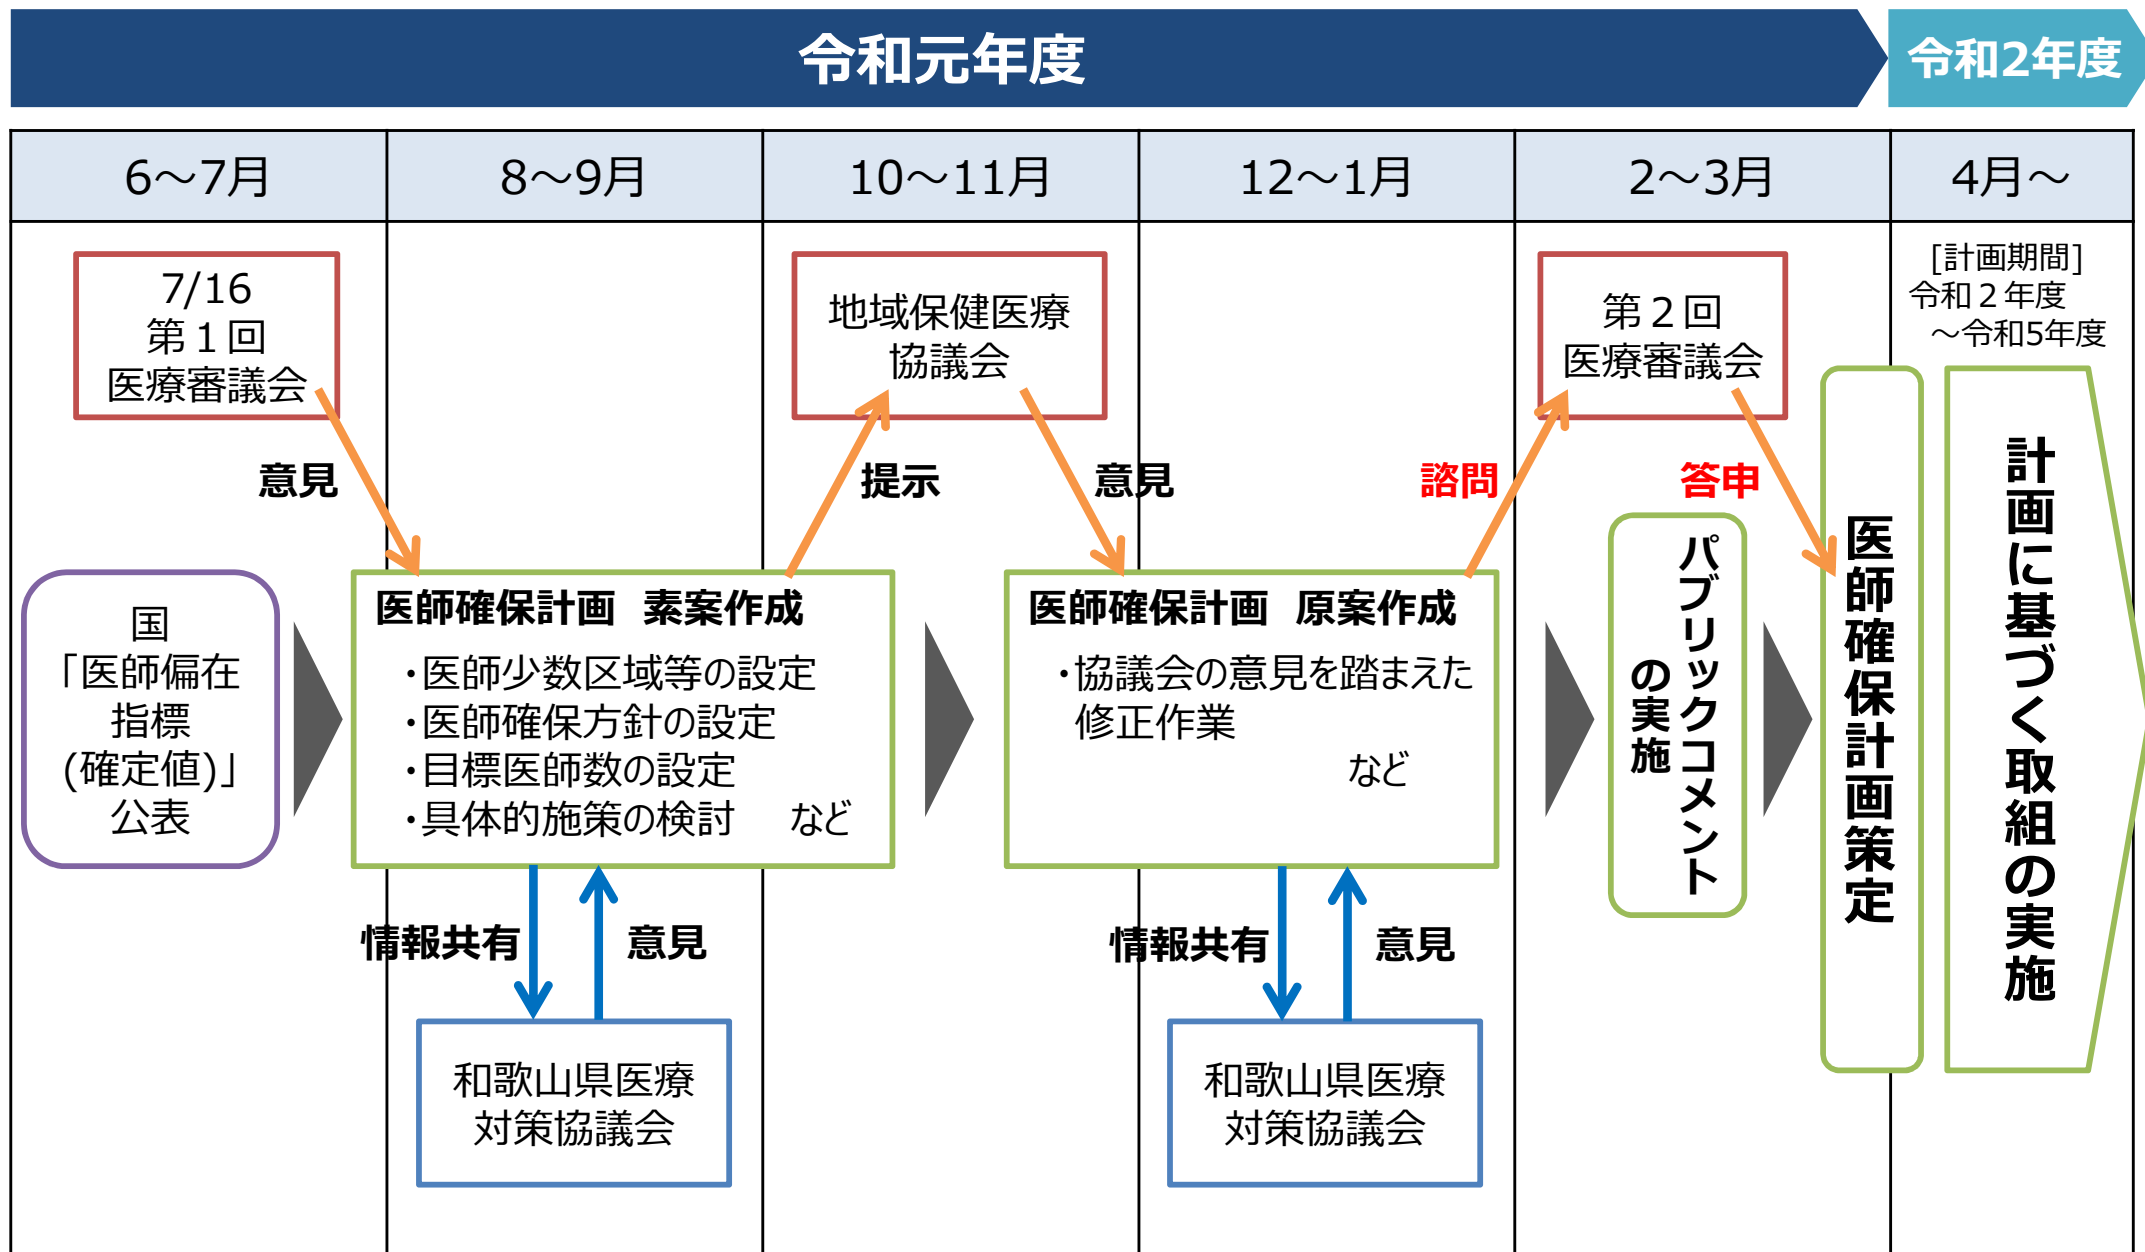 令和元年度
令和2年度
6～7月
8～9月
10～11月
12～1月
2～3月
4月～
7/16
第１回
医療審議会
地域保健医療
協議会
第２回
医療審議会
[計画期間]
令和２年度
～令和5年度
意見
提示
意見
諮問
答申
国
「医師偏在
指標
(確定値)」
公表
医師確保計画　素案作成
・医師少数区域等の設定
・医師確保方針の設定
・目標医師数の設定
・具体的施策の検討　など
医師確保計画　原案作成
・協議会の意見を踏まえた
修正作業
など
パブリックコメント
の実施
医師確保計画策定
計画に基づく取組の実施
情報共有
意見
情報共有
意見
和歌山県医療
対策協議会
和歌山県医療
対策協議会